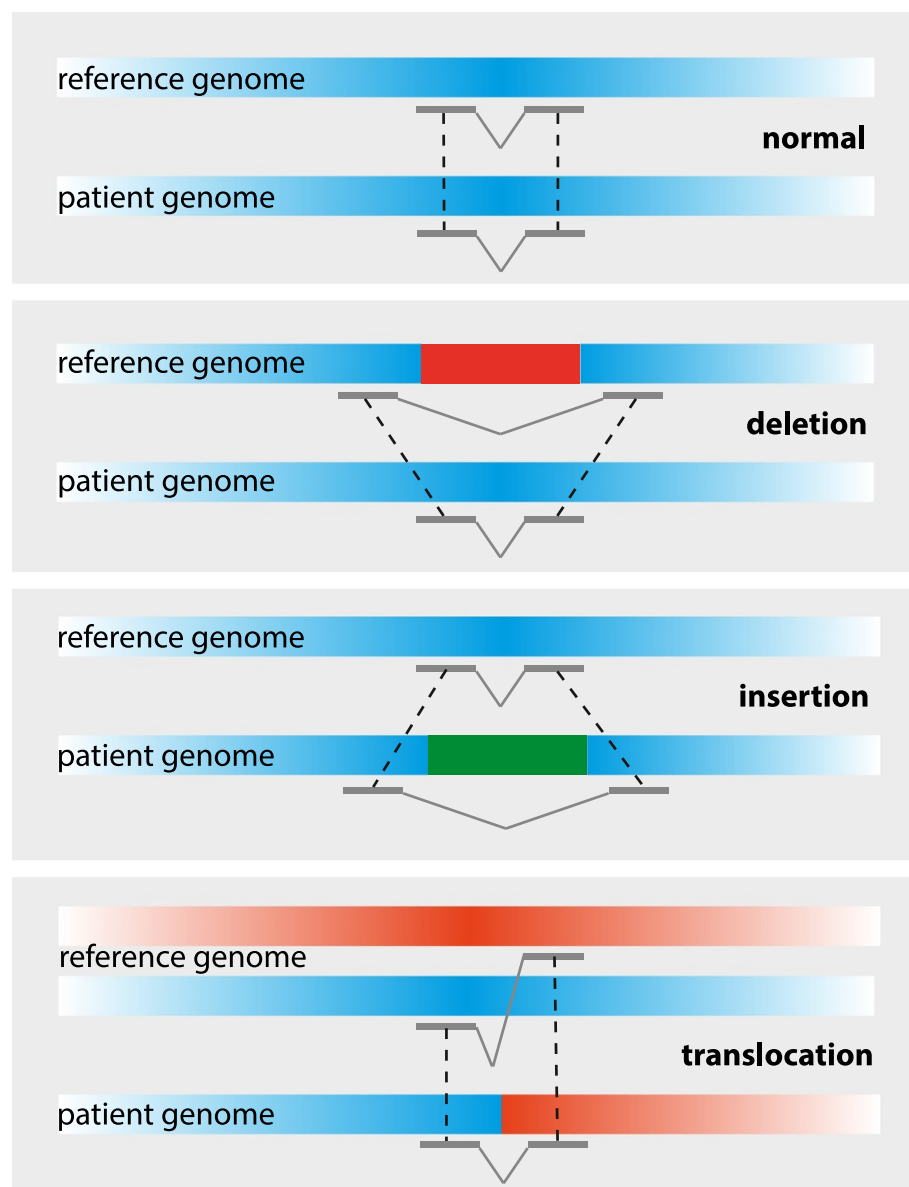 reference genome
normal
patient genome
reference genome
deletion
patient genome
reference genome
insertion
patient genome
reference genome
translocation
patient genome